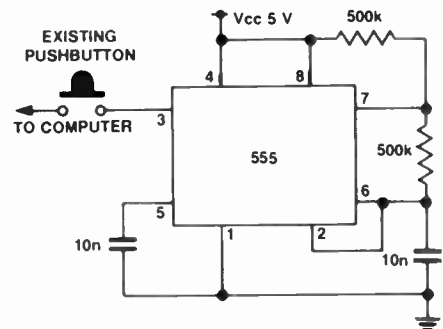 Vcc 5 V
500k
EXISTING
PUSHBUTTON
4
8
7
TO COMPUTER
3
555
500k
5
6
1
2
10n
10n